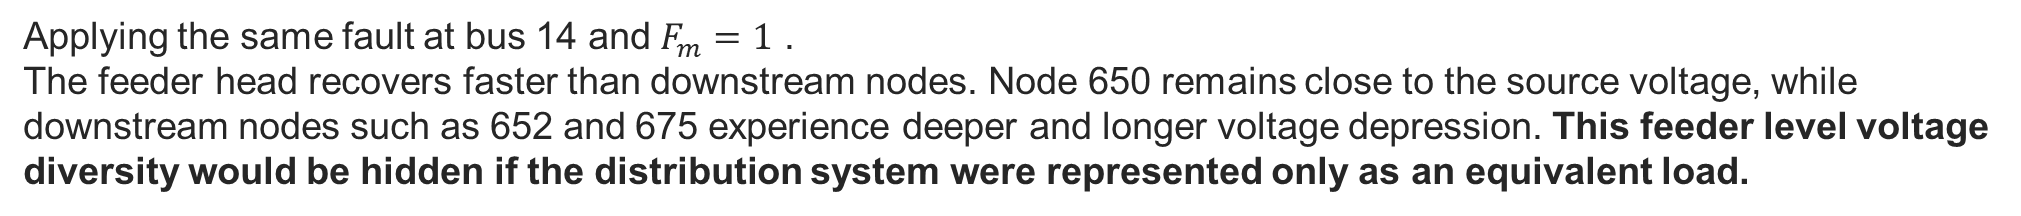 Applying the same fault at bus 14 and Fₘ = 1 .
The feeder head recovers faster than downstream nodes. Node 650 remains close to the source voltage, while
downstream nodes such as 652 and 675 experience deeper and longer voltage depression. This feeder level voltage
diversity would be hidden if the distribution system were represented only as an equivalent load.